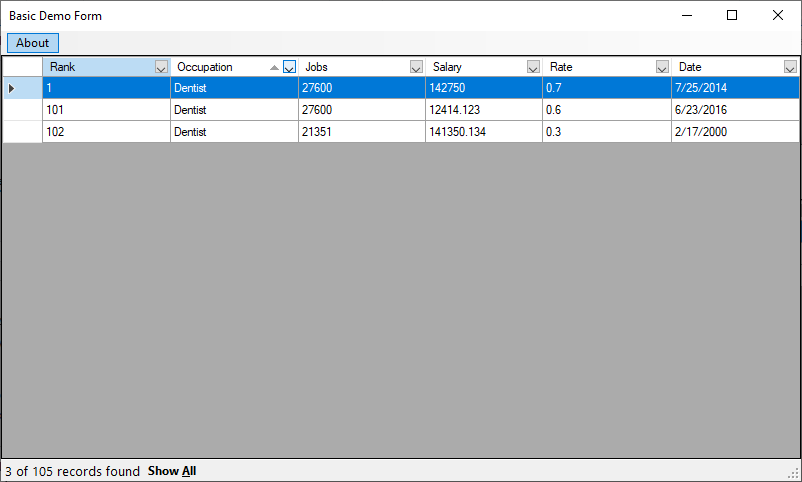 Basic Demo Form
About
Rank Occupation Jobs Salary Rate Date
1 Dentist 27600 142750 0.7 7/25/2014
101 Dentist 27600 12414.123 0.6 6/23/2016
102 Dentist 21351 141350.134 0.3 2/17/2000
3 of 105 records found Show All